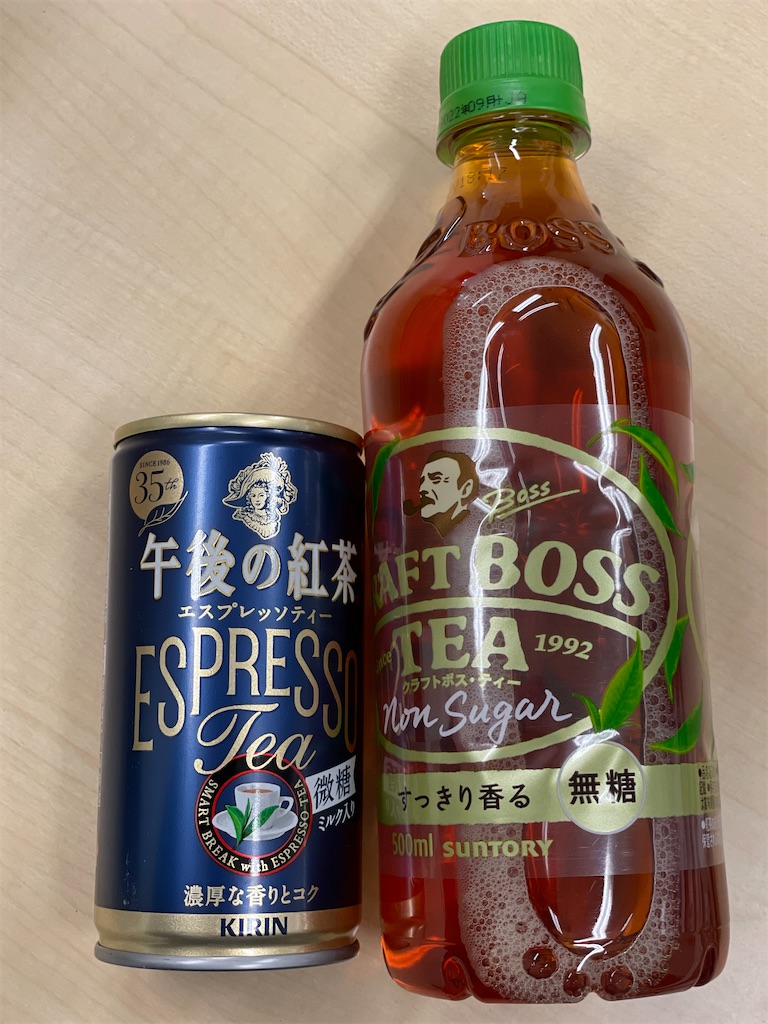 SINCE 1986
35th
午後の紅茶
エスプレッソティー
ESPRESSO
Tea
微糖
ミルク入り
SMART BREAK with ESPRESSO TEA
濃厚な香りとコク
KIRIN
BOSS
Boss
RAFT BOSS
since
TEA
1992
クラフトボス・ティー
Non Sugar
すっきり香る
無糖
500ml SUNTORY